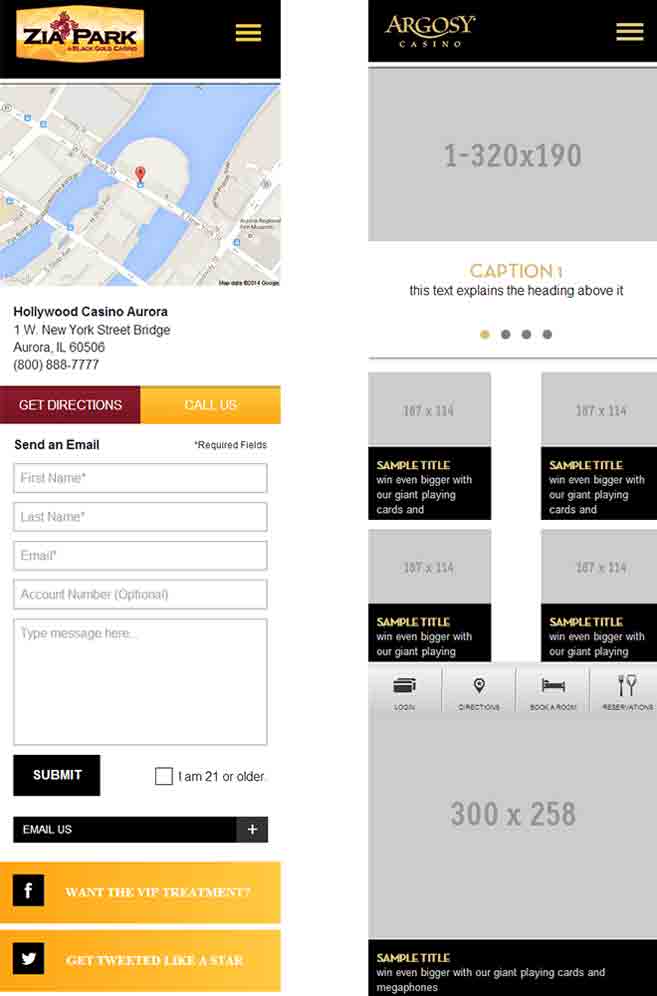 ZIA PARK
A BLACK GOLD CASINO
Aurora Regional
Fire Museum
Map data ©2014 Google
Hollywood Casino Aurora
1 W. New York Street Bridge
Aurora, IL 60506
(800) 888-7777
GET DIRECTIONS
CALL US
Send an Email
*Required Fields
First Name*
Last Name*
Email*
Account Number (Optional)
Type message here...
SUBMIT
I am 21 or older.
EMAIL US
+
WANT THE VIP TREATMENT?
GET TWEETED LIKE A STAR
ARGOSY
CASINO
1-320x190
CAPTION 1
this text explains the heading above it
187 x 114
SAMPLE TITLE
win even bigger with
our giant playing
cards and
187 x 114
SAMPLE TITLE
win even bigger with
our giant playing
cards and
187 x 114
SAMPLE TITLE
win even bigger with
our giant playing
187 x 114
SAMPLE TITLE
win even bigger with
our giant playing
LOGIN
DIRECTIONS
BOOK A ROOM
RESERVATIONS
300 x 258
SAMPLE TITLE
win even bigger with our giant playing cards and
megaphones